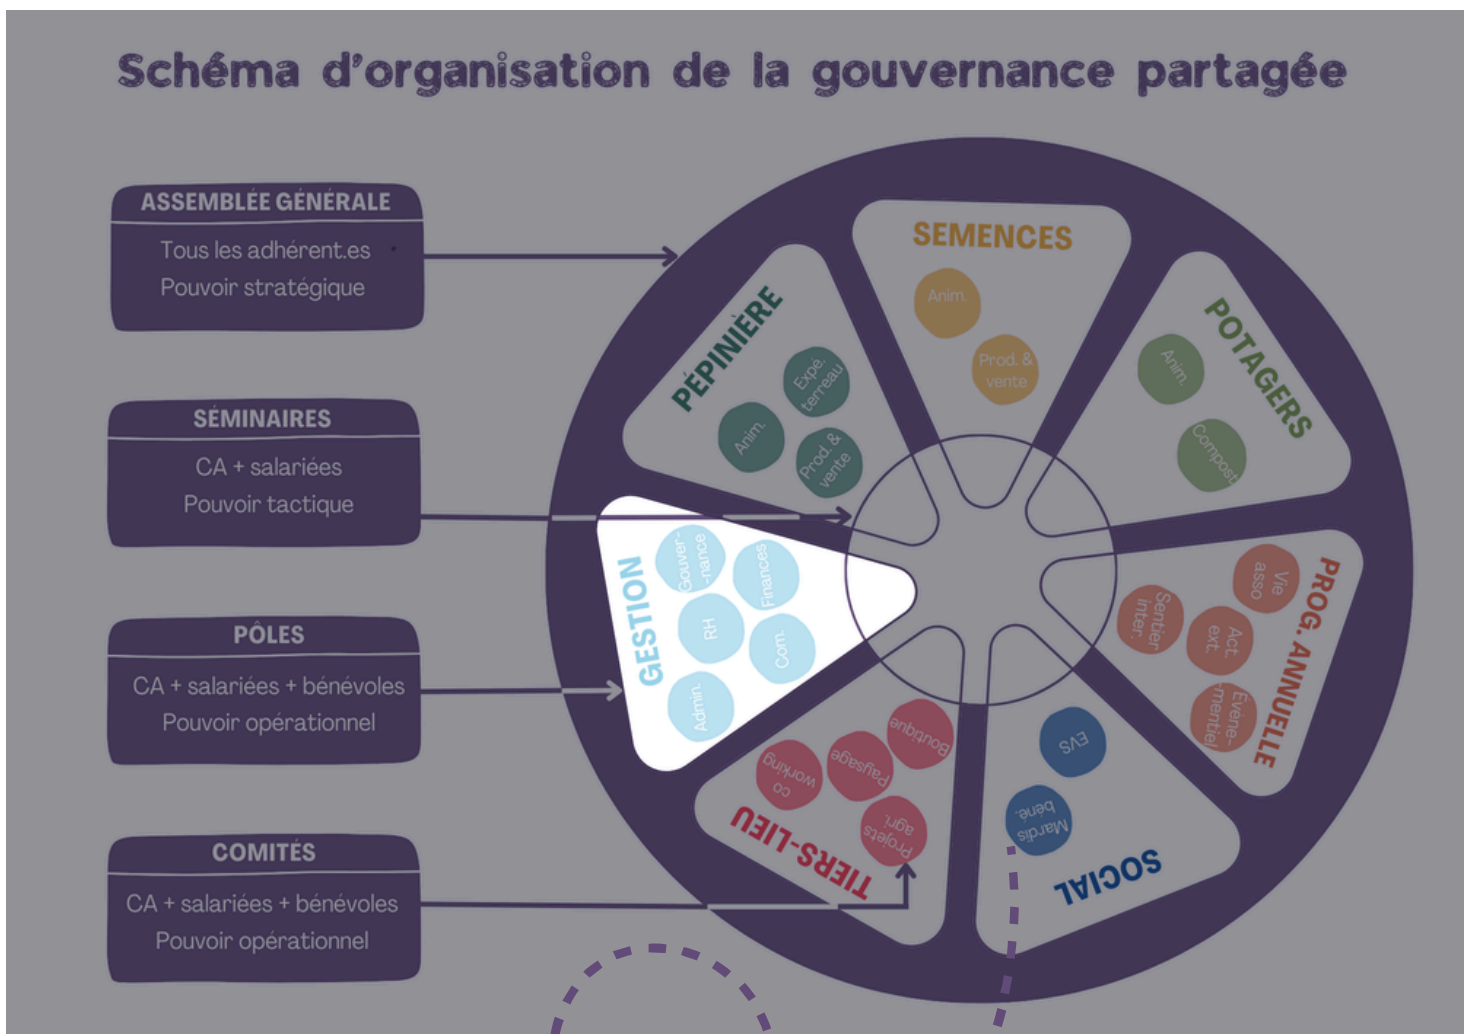 Schéma d'organisation de la gouvernance partagée
ASSEMBLÉE GÉNÉRALE
Tous les adhérent.es
Pouvoir stratégique
SÉMINAIRES
CA + salariées
Pouvoir tactique
PÔLES
CA + salariées + bénévoles
Pouvoir opérationnel
COMITÉS
CA + salariées + bénévoles
Pouvoir opérationnel
SEMENCES
Anim.
Prod. &
vente
POTAGERS
Anim.
Compost
PROG. ANNUELLE
Vie
asso
Sentier
inter.
Act.
ext.
Évene-
mentiel
SOCIAL
EVS
Mardis
béné.
TIERS-LIEU
Boutique
Paysage
co
working
Projets
agri.
GESTION
Gouver-
-nance
Finances
RH
Com.
Admin.
PÉPINIÈRE
Expé.
terreau
Anim.
Prod. &
vente